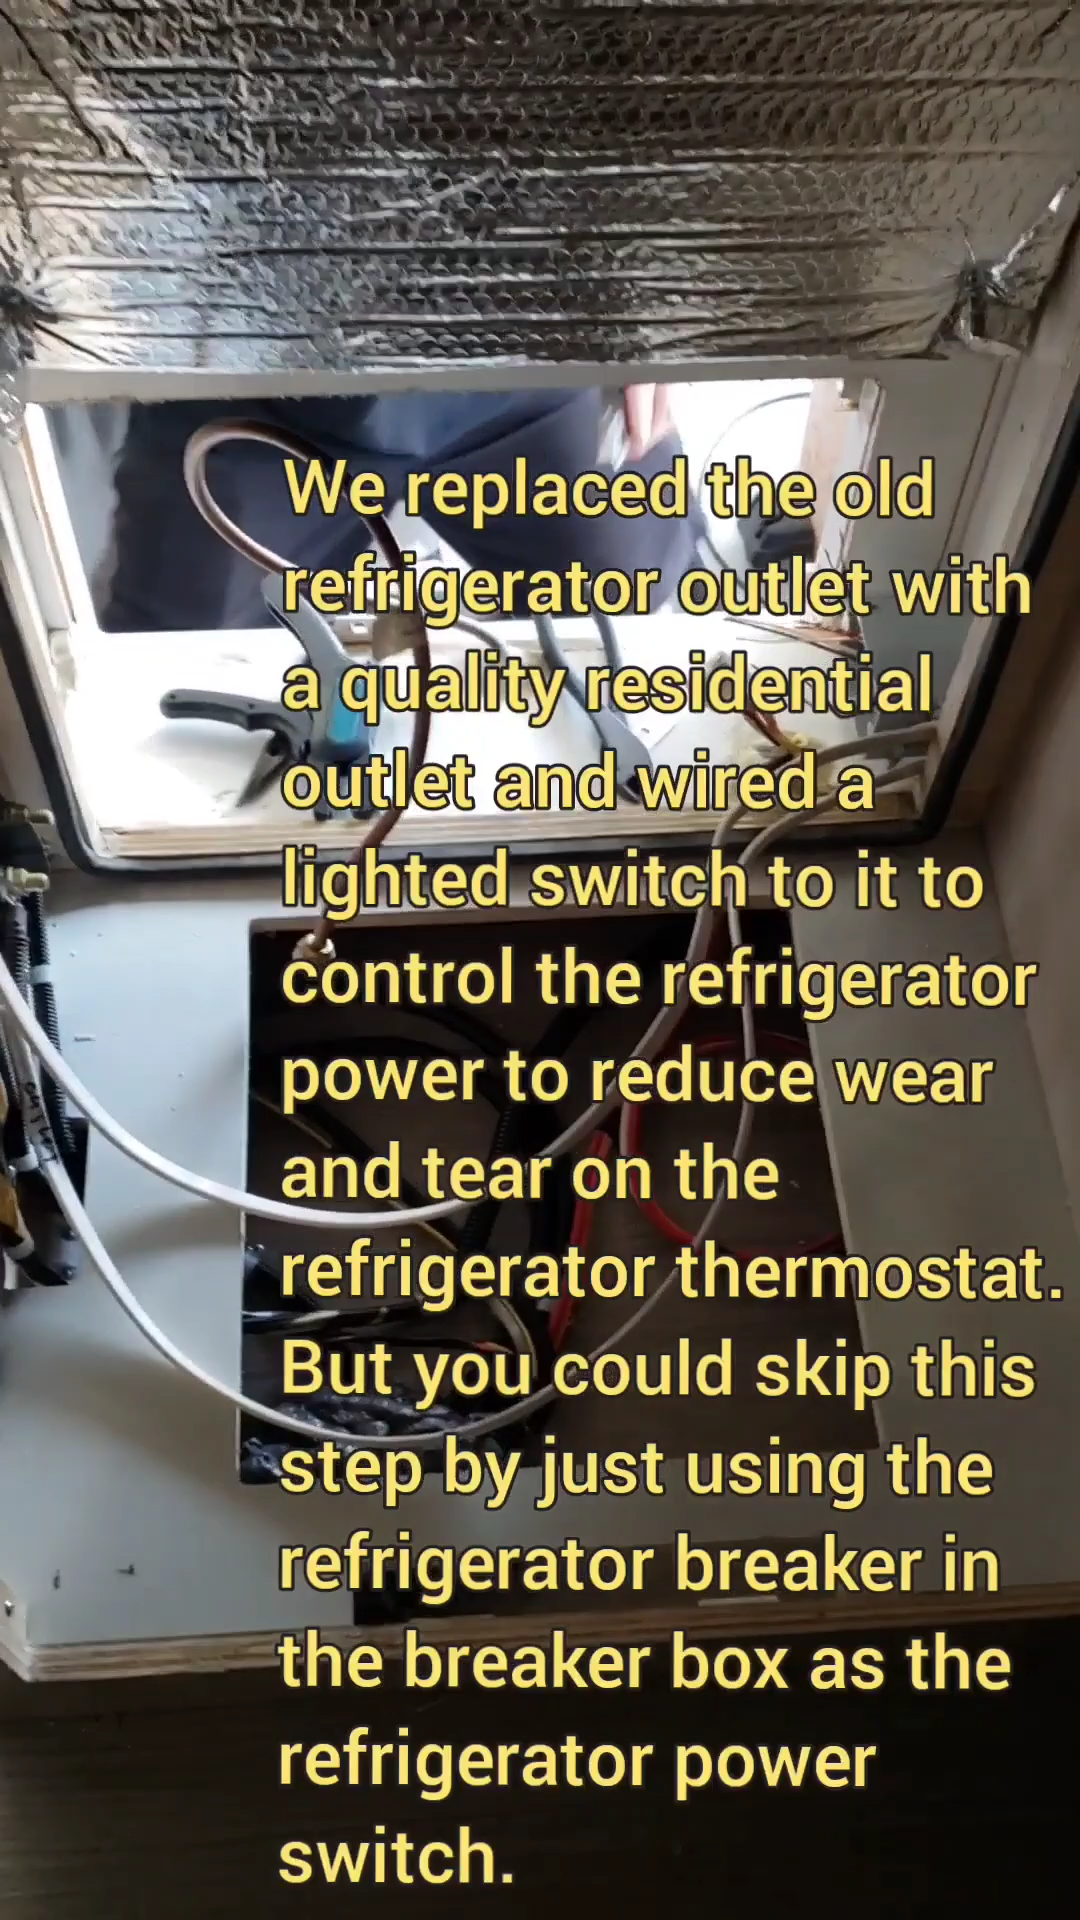 We replaced the old
refrigerator outlet with
a quality residential
outlet and wired a
lighted switch to it to
control the refrigerator
power to reduce wear
and tear on the
refrigerator thermostat.
But you could skip this
step by just using the
refrigerator breaker in
the breaker box as the
refrigerator power
switch.